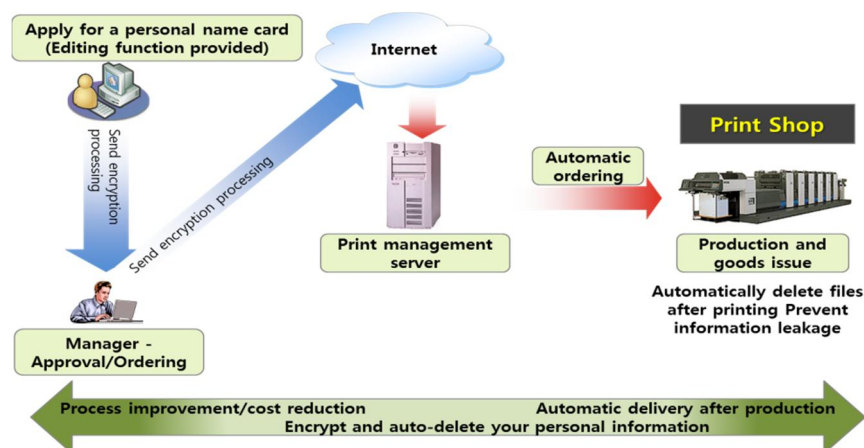 Apply for a personal name card
(Editing function provided)
Internet
Send encryption
processing
Send encryption processing
Print management
server
Automatic
ordering
Print Shop
Production and
goods issue
Automatically delete files
after printing Prevent
information leakage
Manager -
Approval/Ordering
Process improvement/cost reduction
Automatic delivery after production
Encrypt and auto-delete your personal information